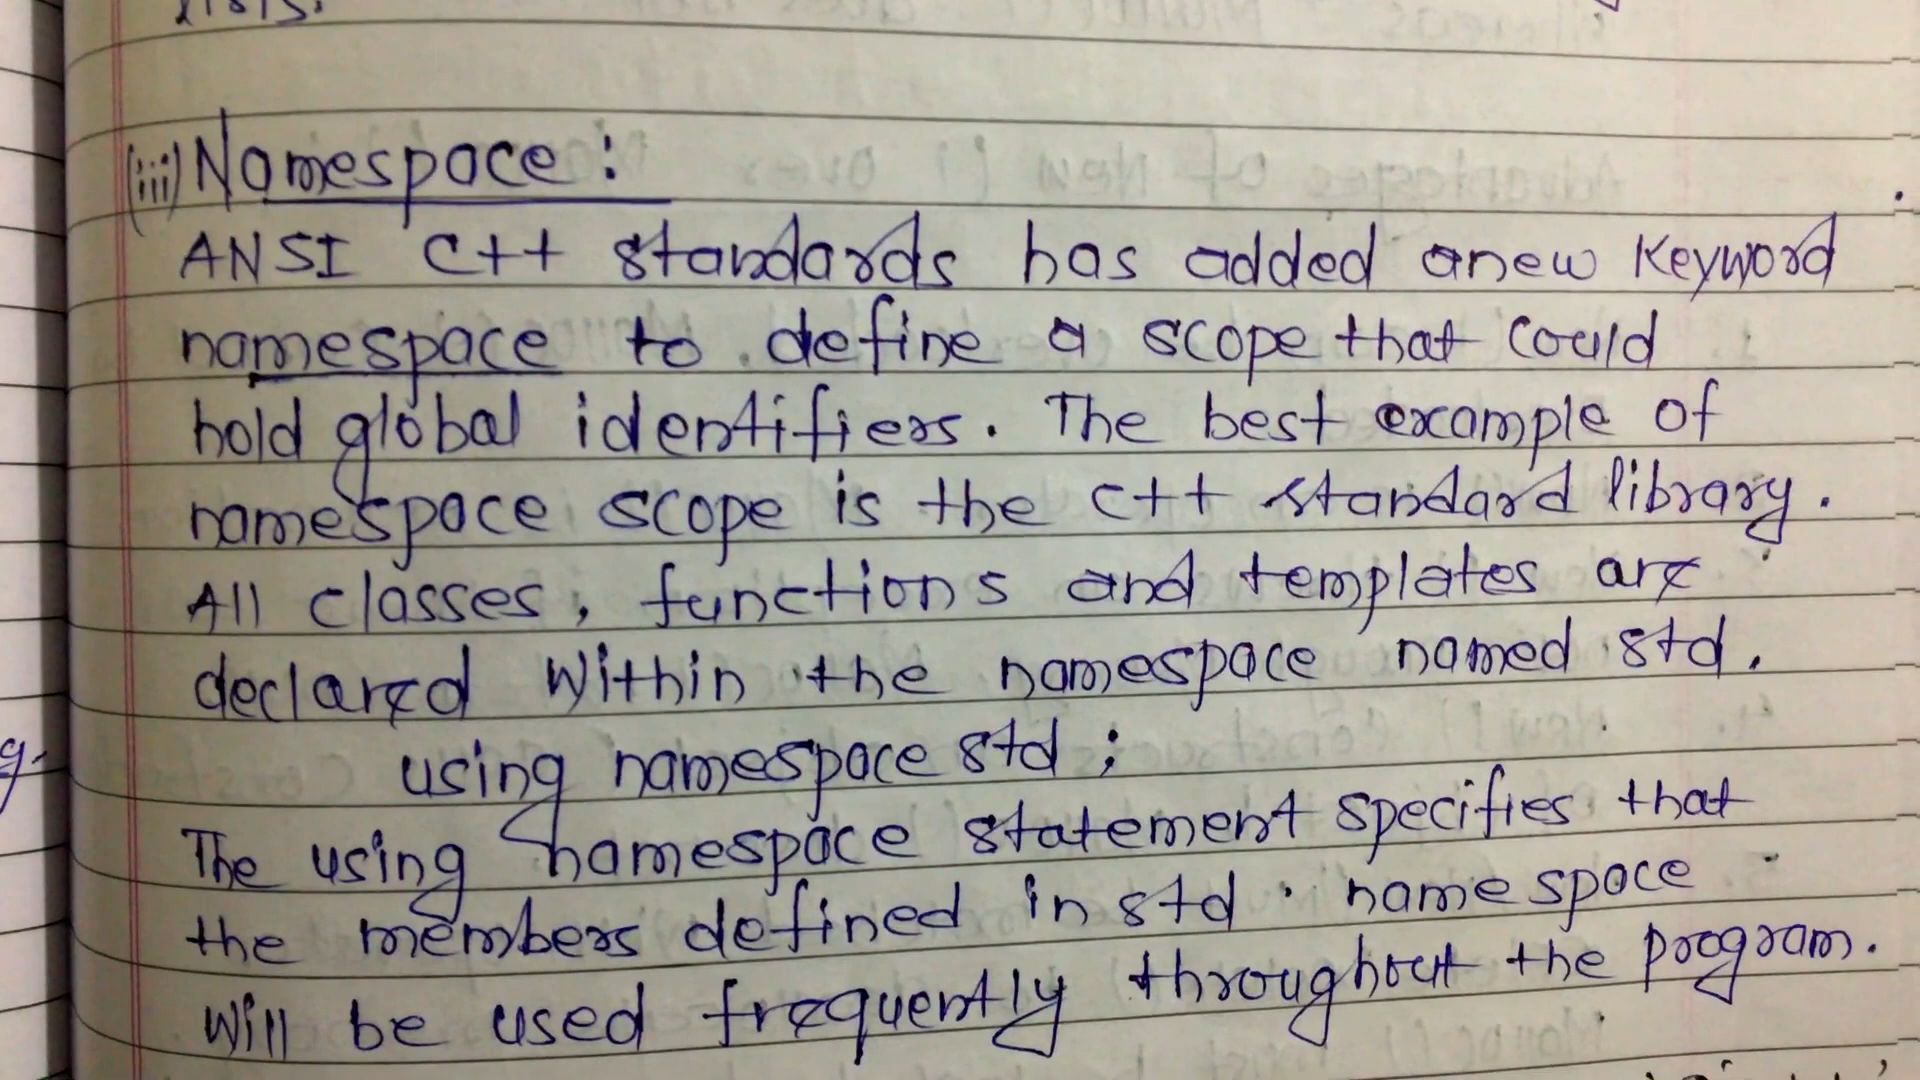 (iii) Namespace :
ANSI C++ standards has added a new keyword
namespace to define a scope that could
hold global identifiers. The best example of
namespace scope is the C++ standard library.
All classes, functions and templates are
declared within the namespace named std.
using namespace std ;
The using namespace statement specifies that
the members defined in std namespace
will be used frequently throughout the program.